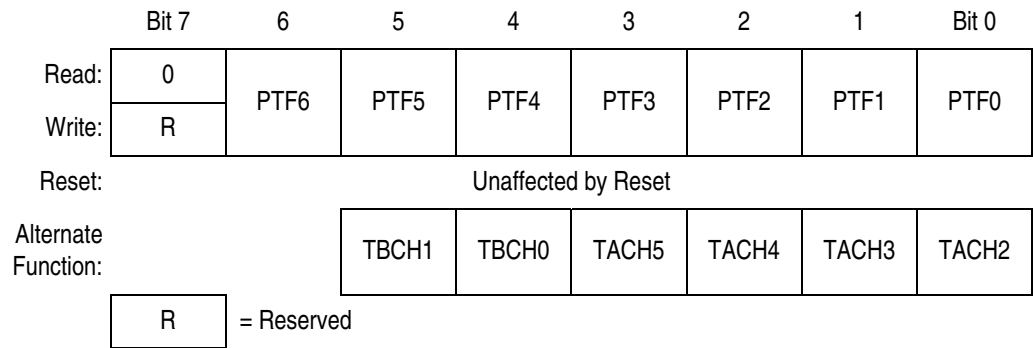 Bit 7 6 5 4 3 2 1 Bit 0
Read: 0 PTF6 PTF5 PTF4 PTF3 PTF2 PTF1 PTF0
Write: R
Reset: Unaffected by Reset
Alternate
Function: TBCH1 TBCH0 TACH5 TACH4 TACH3 TACH2
R = Reserved